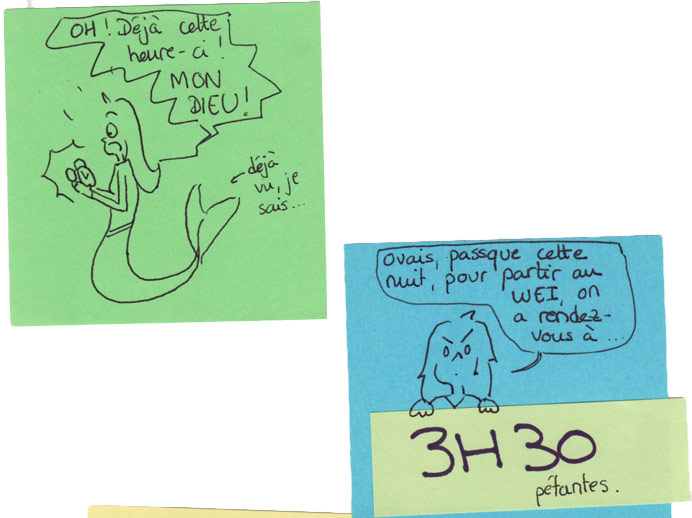 OH! Déjà cette
heure-ci!
MON
DIEU!
déjà
vu, je
sais...
Ouais, passque cette
nuit, pour partir au
WEI, on
a rendez-
vous à...
3H30
pétantes.